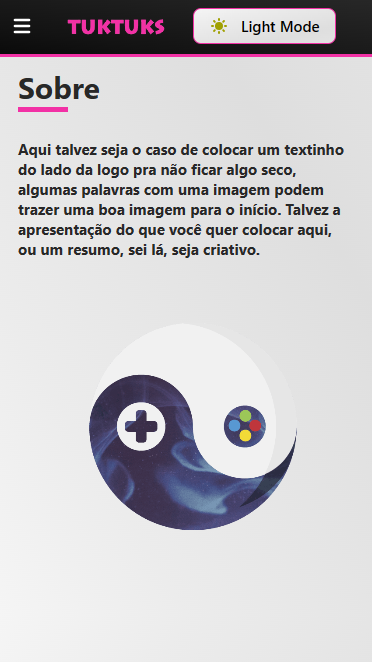 TUKTUKS
Light Mode
Sobre
Aqui talvez seja o caso de colocar um textinho
do lado da logo pra não ficar algo seco,
algumas palavras com uma imagem podem
trazer uma boa imagem para o início. Talvez a
apresentação do que você quer colocar aqui,
ou um resumo, sei lá, seja criativo.